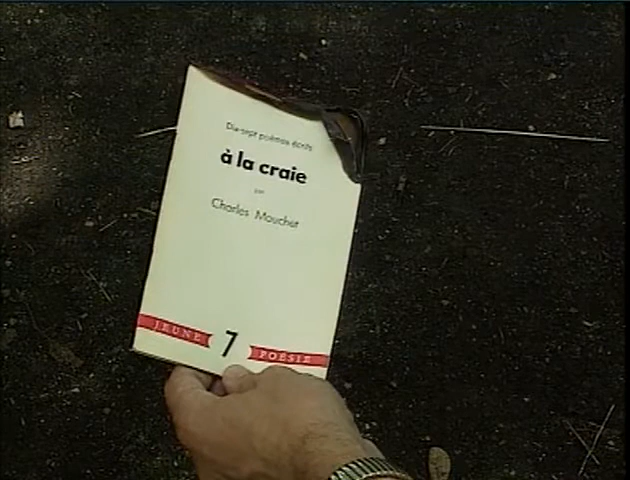 Dix-sept poèmes écrits
à la craie
par
Charles Mouchet
JEUNE 7 POÉSIE